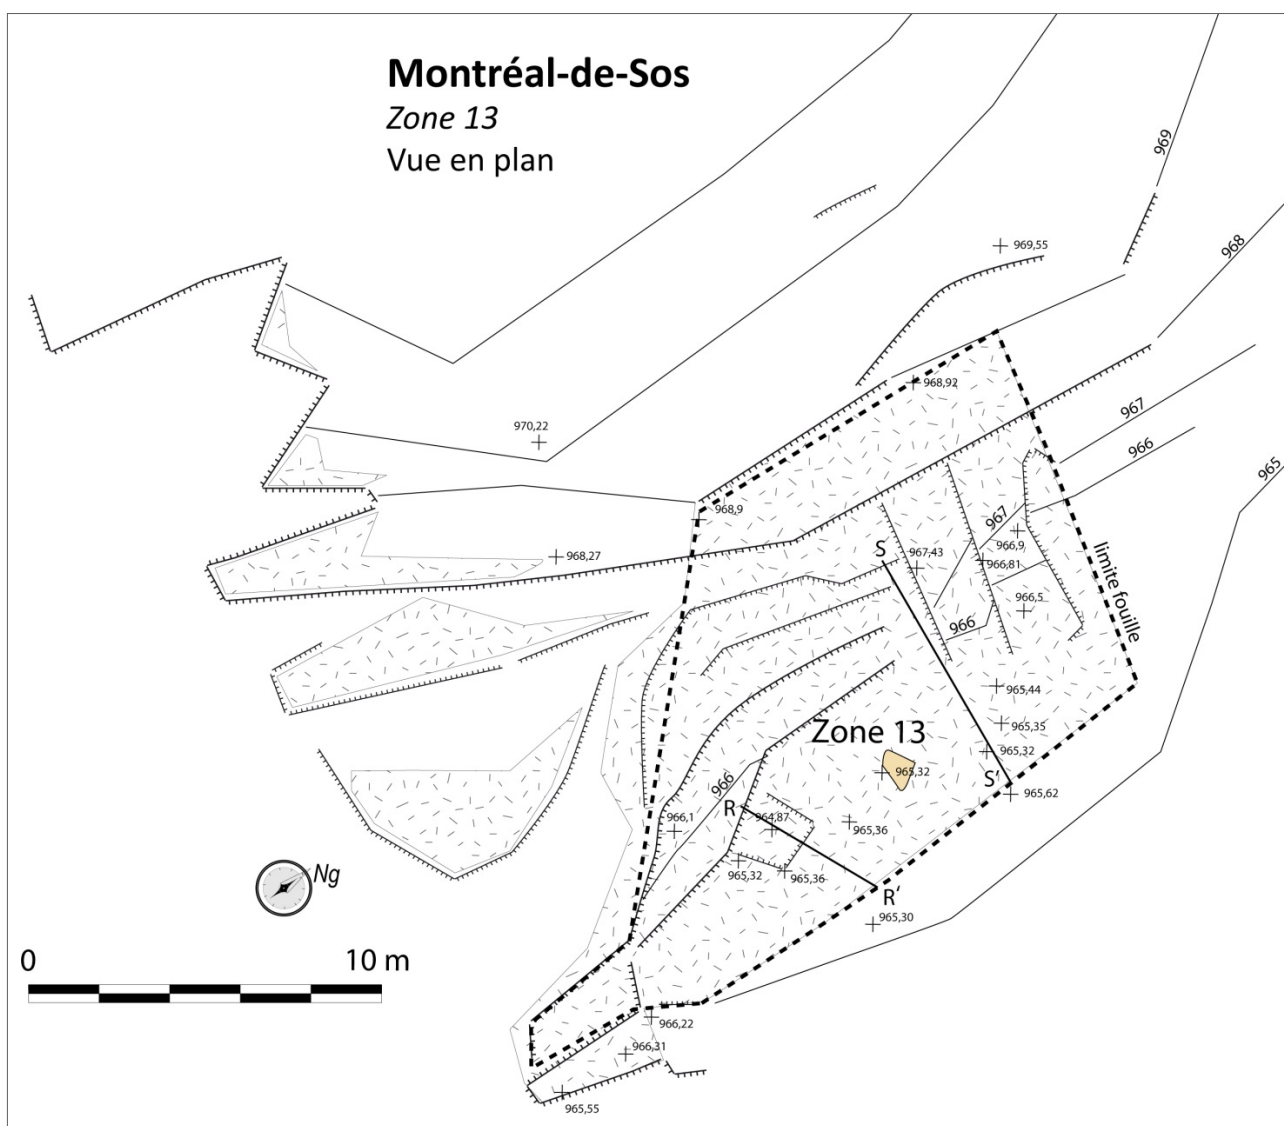 Montréal-de-Sos
Zone 13
Vue en plan
969
968
969,55
967
966
965
968,92
970,22
968,9
968,27
S
967,43
967
966,9
966,81
966,5
966
limite fouille
965,44
965,35
965,32
S'
965,62
Zone 13
965,32
966
R
964,87
966,1
965,36
965,32
965,36
R'
965,30
Ng
0
10 m
966,22
966,31
965,55